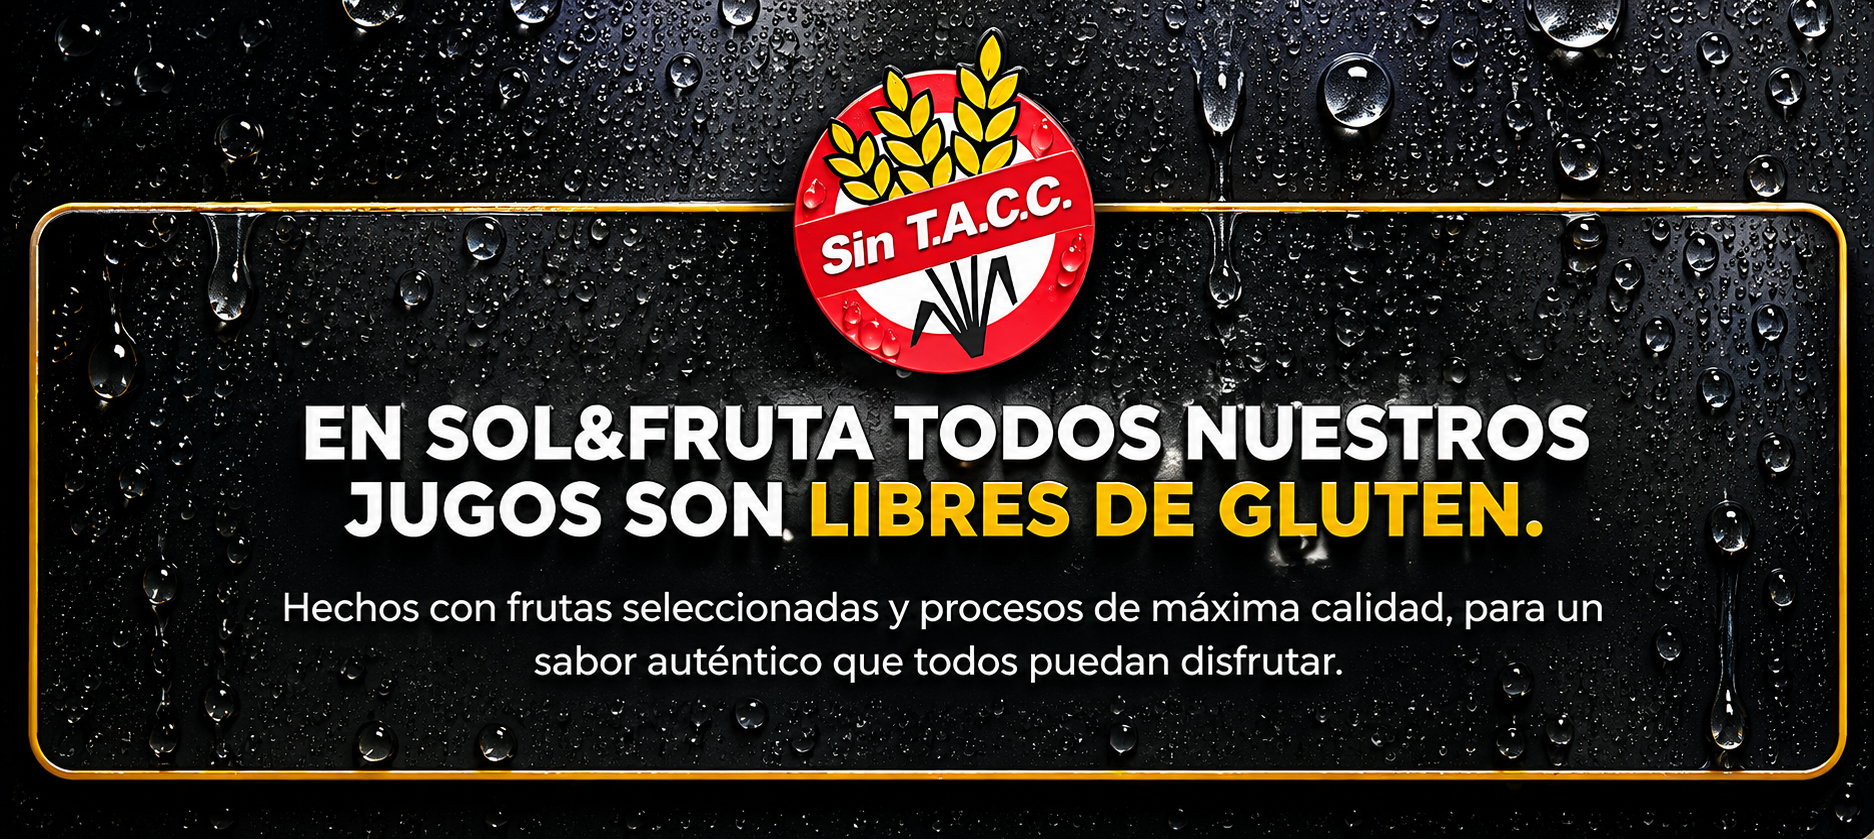 Sin T.A.C.C.
EN SOL&FRUTA TODOS NUESTROS
JUGOS SON LIBRES DE GLUTEN.
Hechos con frutas seleccionadas y procesos de máxima calidad, para un
sabor auténtico que todos puedan disfrutar.